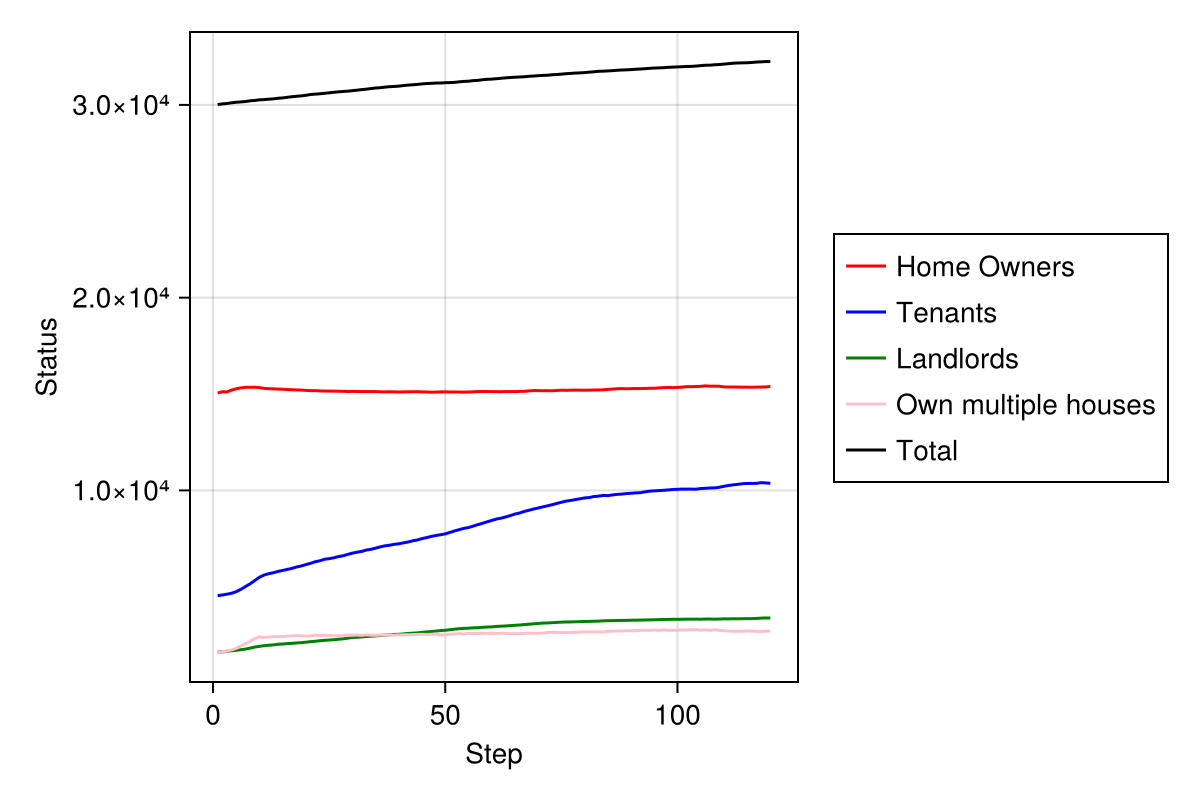 3.0×10⁴
2.0×10⁴
1.0×10⁴
Status
0
50
100
Step
Home Owners
Tenants
Landlords
Own multiple houses
Total